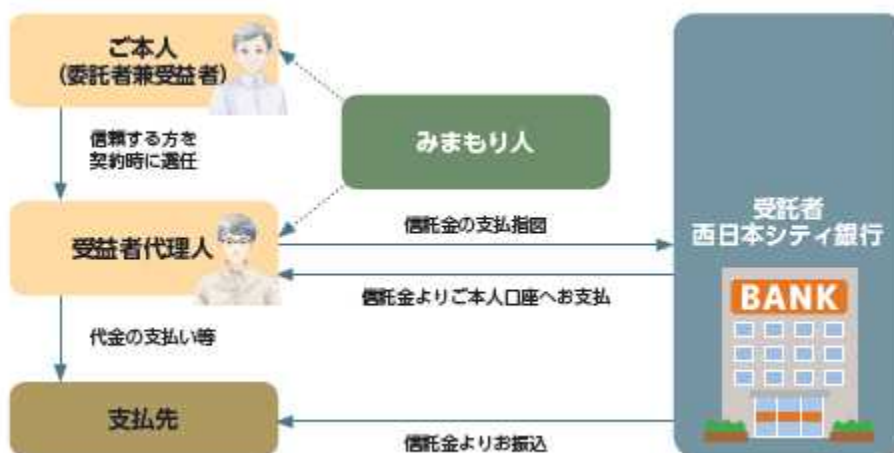 ご本人
(委託者兼受益者)
信頼する方を
契約時に選任
みまもり人
受託者
西日本シティ銀行
受益者代理人
信託金の支払指図
信託金よりご本人口座へお支払
BANK
代金の支払い等
支払先
信託金よりお振込